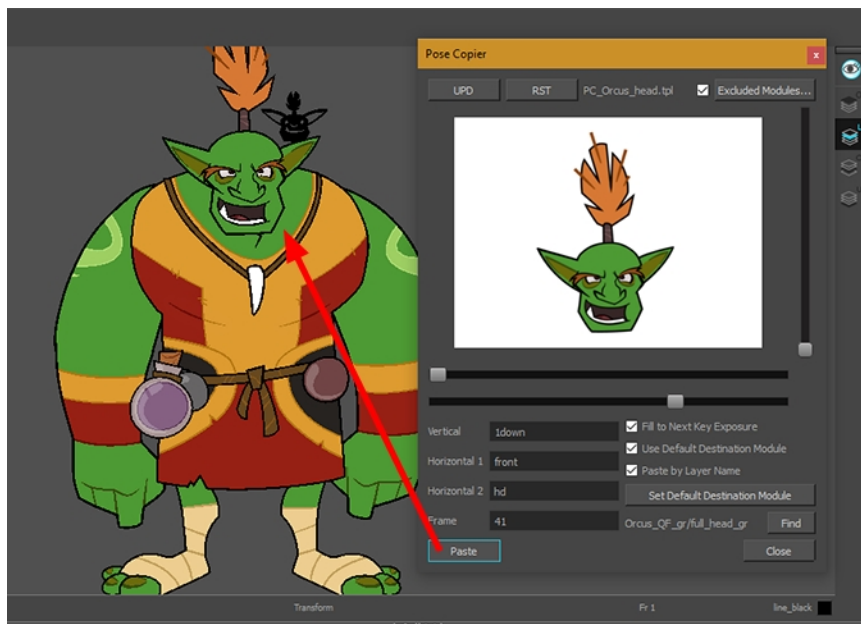 Pose Copier
x
UPD RST PC_Orcus_head.tpl Excluded Modules...
Vertical 1down Fill to Next Key Exposure
Use Default Destination Module
Horizontal 1 front Paste by Layer Name
Horizontal 2 hd Set Default Destination Module
Frame 41 Orcus_QF_gr/full_head_gr Find
Paste Close
Transform Fr 1 line_black